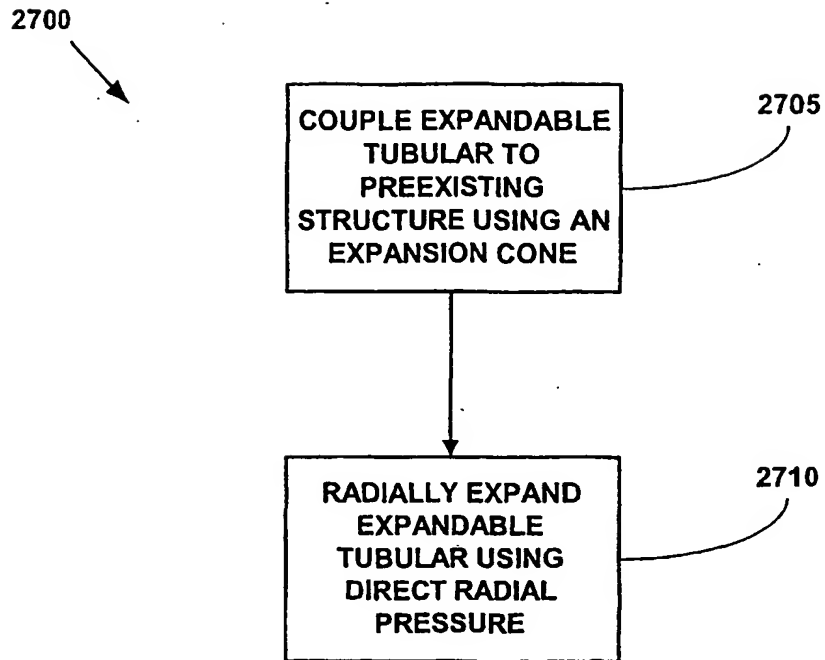 2700
COUPLE EXPANDABLE
TUBULAR TO
PREEXISTING
STRUCTURE USING AN
EXPANSION CONE
2705
RADIALLY EXPAND
EXPANDABLE
TUBULAR USING
DIRECT RADIAL
PRESSURE
2710